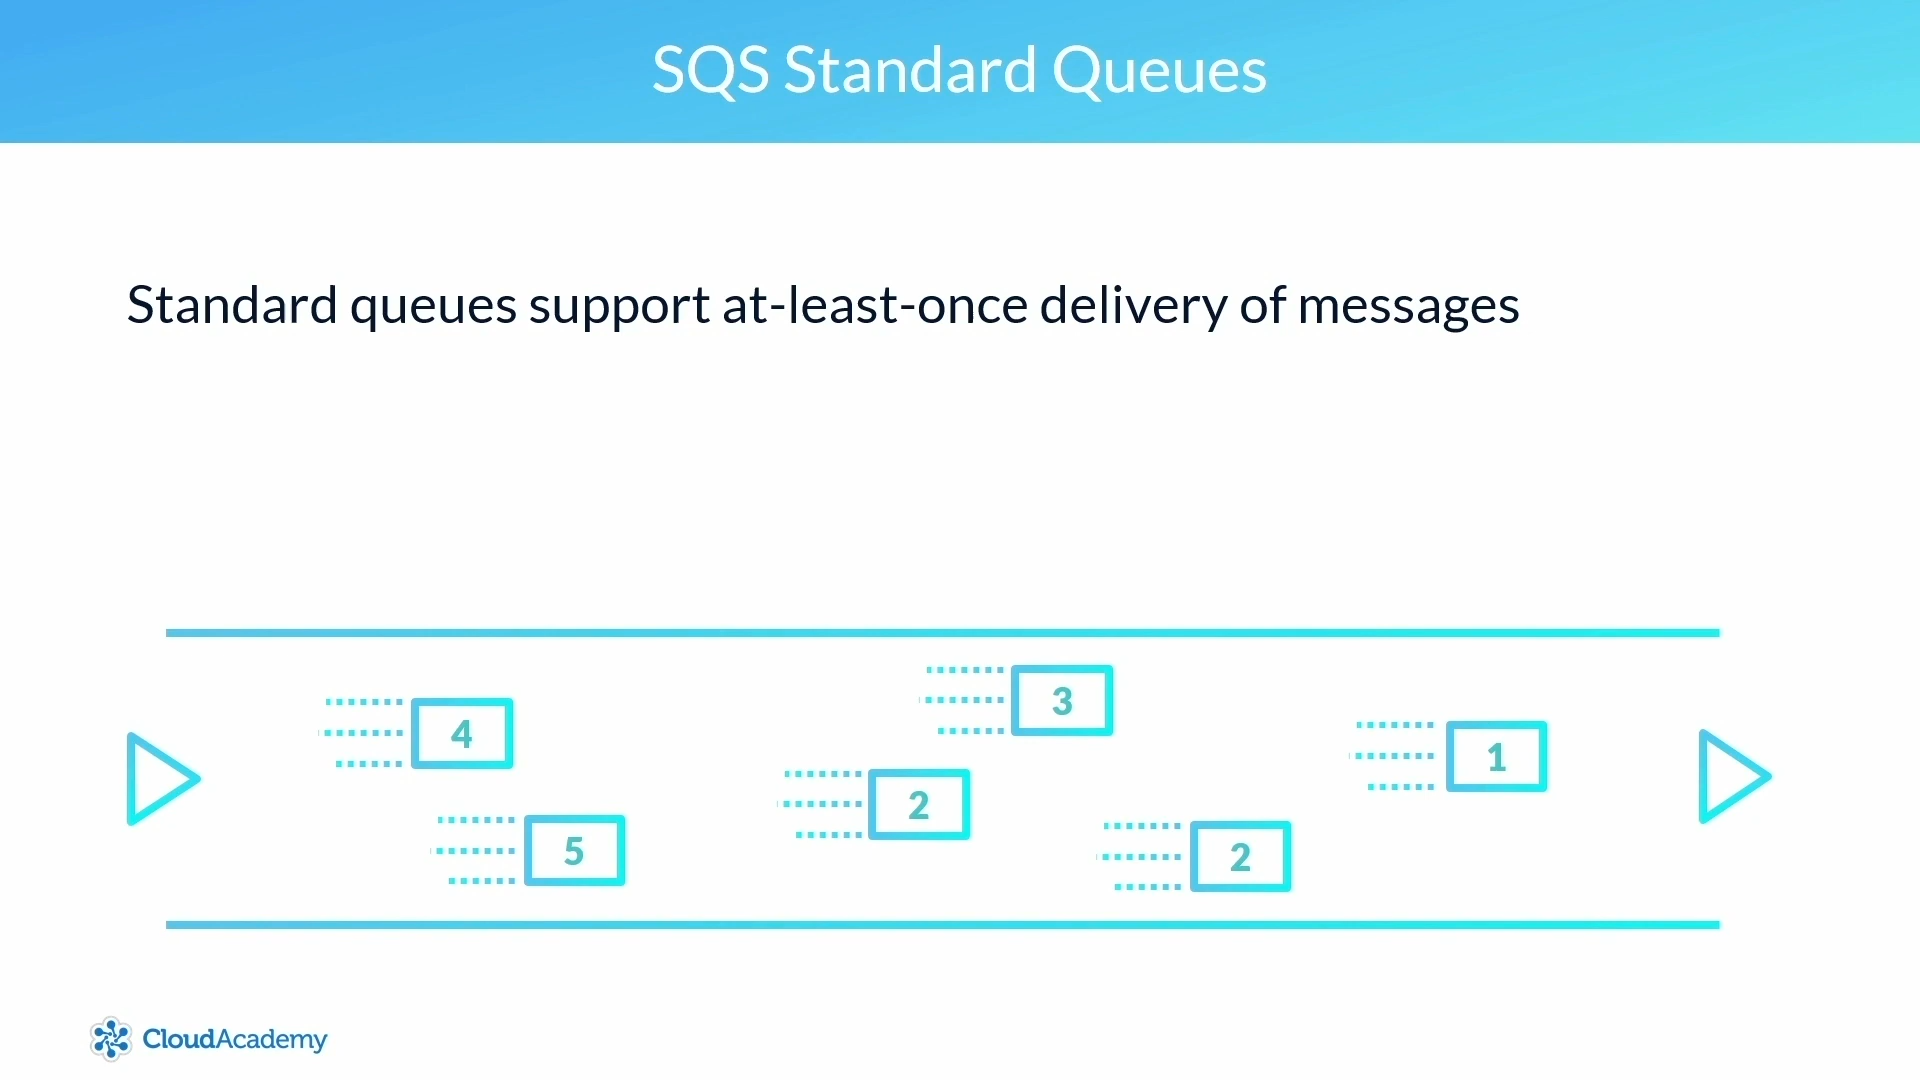 SQS Standard Queues
Standard queues support at-least-once delivery of messages
3
4
1
2
5
2
CloudAcademy